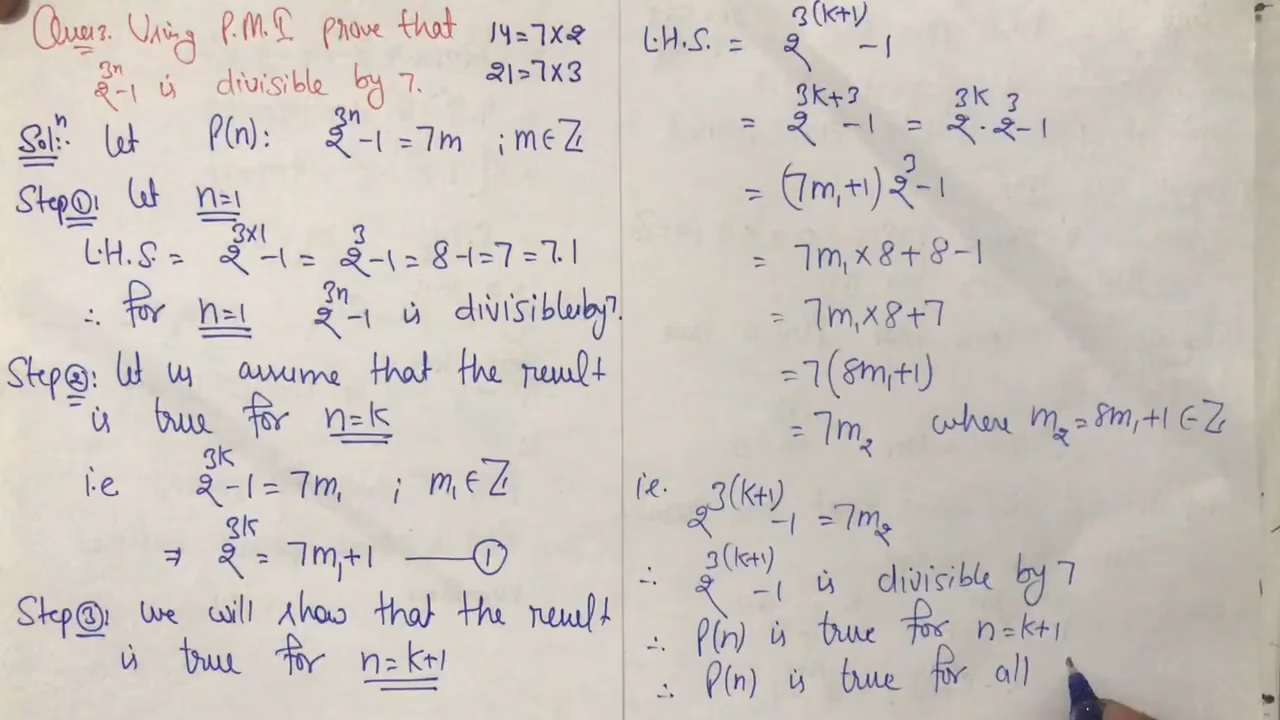 Ques. Using P.M.I prove that 14=7×2
2^{3n}-1 is divisible by 7. 21=7×3
Sol^n:- let P(n): 2^{3n}-1=7m ; m∈Z
Step①: let n=1
L.H.S.= 2^{3×1}-1= 2^3-1=8-1=7=7.1
∴ for n=1 2^{3n}-1 is divisible by 7.
Step②: let us assume that the result
is true for n=k
i.e 2^{3k}-1=7m₁ ; m₁∈Z
⇒ 2^{3k}= 7m₁+1 ——①
Step③: we will show that the result
is true for n=k+1
L.H.S. = 2^{3(k+1)}-1
= 2^{3k+3}-1 = 2^{3k}.2^3-1
= (7m₁+1)2^3-1
= 7m₁×8+8-1
= 7m₁×8+7
=7(8m₁+1)
= 7m₂ where m₂=8m₁+1∈Z
i.e. 2^{3(k+1)}-1 =7m₂
∴ 2^{3(k+1)}-1 is divisible by 7
∴ P(n) is true for n=k+1
∴ P(n) is true for all